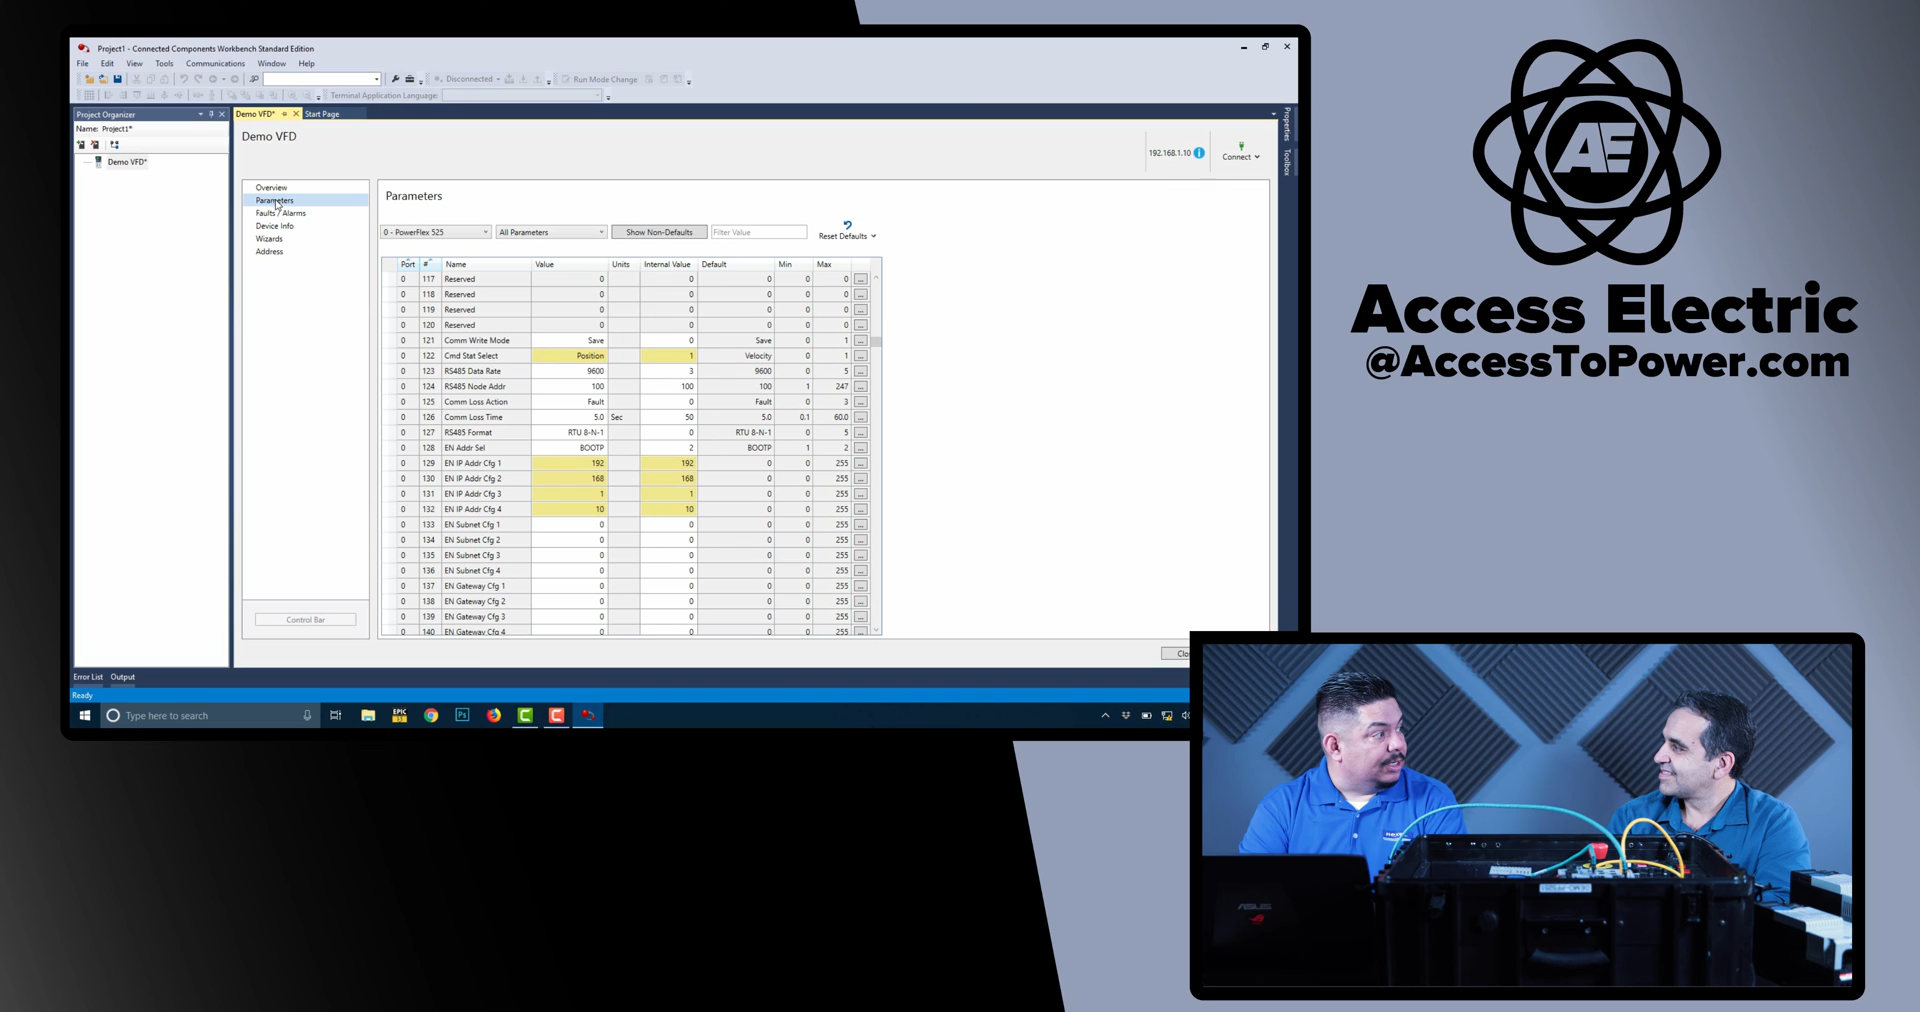 Project1 - Connected Components Workbench Standard Edition
File Edit View Tools Communications Window Help
Disconnected Run Mode Change
Terminal Application Language:
Project Organizer
Name: Project1*
Demo VFD*
Demo VFD* Start Page
Properties
Toolbox
Demo VFD
192.168.1.10
Connect
Overview
Parameters
Faults / Alarms
Device Info
Wizards
Address
Control Bar
Parameters
0 - PowerFlex 525 All Parameters Show Non-Defaults Filter Value Reset Defaults
Port # Name Value Units Internal Value Default Min Max
0 117 Reserved 0 0 0 0 0 ...
0 118 Reserved 0 0 0 0 0 ...
0 119 Reserved 0 0 0 0 0 ...
0 120 Reserved 0 0 0 0 0 ...
0 121 Comm Write Mode Save 0 Save 0 1 ...
0 122 Cmd Stat Select Position 1 Velocity 0 1 ...
0 123 RS485 Data Rate 9600 3 9600 0 5 ...
0 124 RS485 Node Addr 100 100 100 1 247 ...
0 125 Comm Loss Action Fault 0 Fault 0 3 ...
0 126 Comm Loss Time 5.0 Sec 50 5.0 0.1 60.0 ...
0 127 RS485 Format RTU 8-N-1 0 RTU 8-N-1 0 5 ...
0 128 EN Addr Sel BOOTP 2 BOOTP 1 2 ...
0 129 EN IP Addr Cfg 1 192 192 0 0 255 ...
0 130 EN IP Addr Cfg 2 168 168 0 0 255 ...
0 131 EN IP Addr Cfg 3 1 1 0 0 255 ...
0 132 EN IP Addr Cfg 4 10 10 0 0 255 ...
0 133 EN Subnet Cfg 1 0 0 0 0 255 ...
0 134 EN Subnet Cfg 2 0 0 0 0 255 ...
0 135 EN Subnet Cfg 3 0 0 0 0 255 ...
0 136 EN Subnet Cfg 4 0 0 0 0 255 ...
0 137 EN Gateway Cfg 1 0 0 0 0 255 ...
0 138 EN Gateway Cfg 2 0 0 0 0 255 ...
0 139 EN Gateway Cfg 3 0 0 0 0 255 ...
0 140 EN Gateway Cfg 4 0 0 0 0 255 ...
Clo
Error List Output
Ready
Type here to search
EPIC
Ps
AE
Access Electric
@AccessToPower.com
ASUS